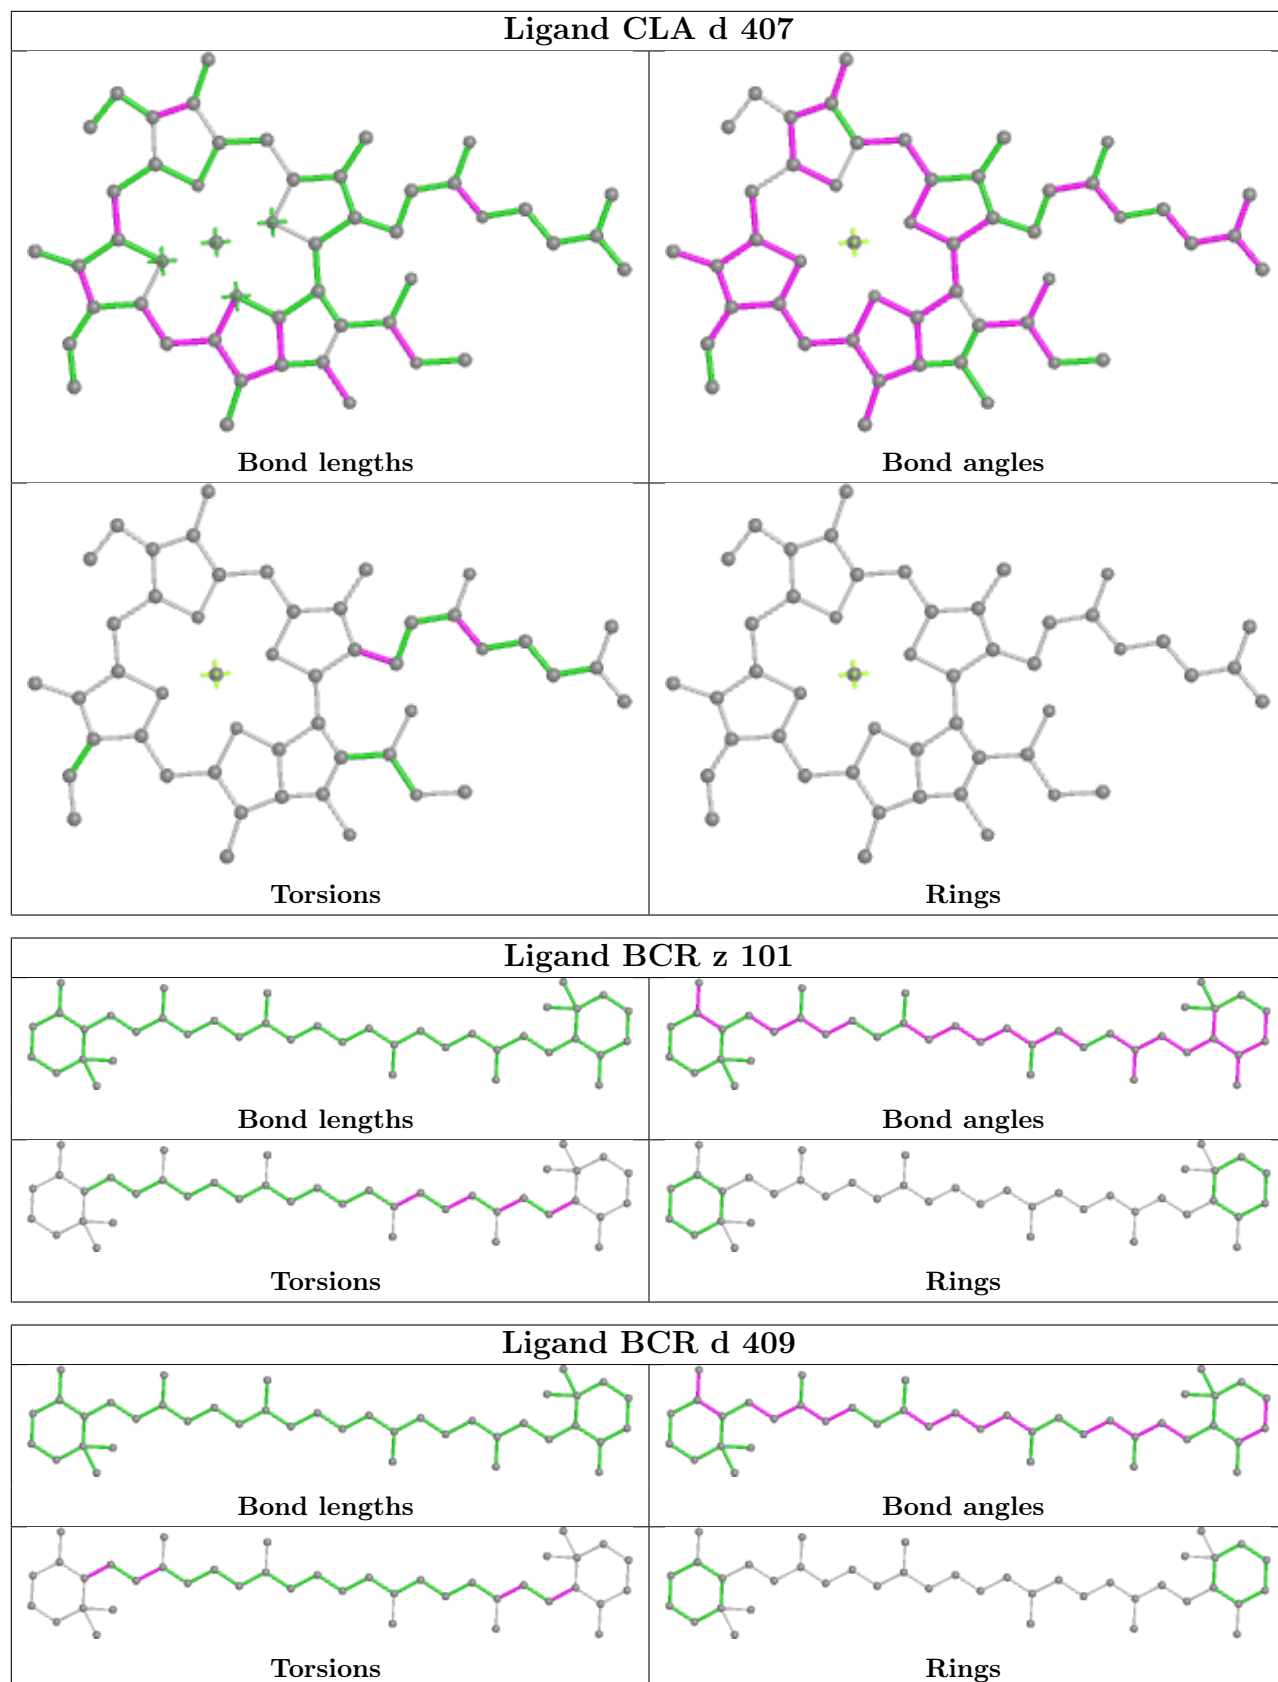 Ligand CLA d 407
Bond lengths
Bond angles
Torsions
Rings
Ligand BCR z 101
Bond lengths
Bond angles
Torsions
Rings
Ligand BCR d 409
Bond lengths
Bond angles
Torsions
Rings